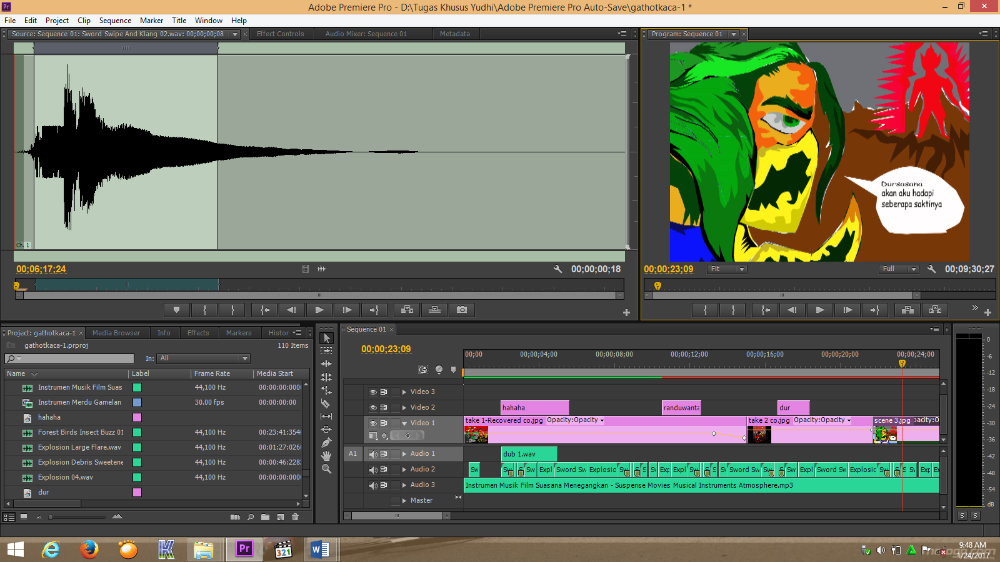 Adobe Premiere Pro - D:\Tugas Khusus Yudhi\Adobe Premiere Pro Auto-Save\gathotkaca-1 *
File Edit Project Clip Sequence Marker Title Window Help
Source: Sequence 01: Sword Swipe And Klang 02.wav: 00;00;00;08
Effect Controls
Audio Mixer: Sequence 01
Metadata
Program: Sequence 01
Ch. 1
Dursasana
akan aku hadapi
seberapa saktinya
00;06;17;24
00;00;00;18
00;00;23;09
Fit
Full
00;09;30;27
Project: gathotkaca-1
Media Browser
Info
Effects
Markers
Histor
gathotkaca-1.prproj
110 Items
In: All
Name Label Frame Rate Media Start
Instrumen Musik Film Suas 44,100 Hz 00:00:00:0000
Instrumen Merdu Gamelan 30.00 fps 00:00:00:00
hahaha
Forest Birds Insect Buzz 01 44,100 Hz 00:23:41:3540
Explosion Large Flare.wav 44,100 Hz 00:01:27:0260
Explosion Debris Sweetene 44,100 Hz 00:00:46:2283
Explosion 04.wav 44,100 Hz 00:00:00:0000
dur
Sequence 01
00;00;23;09
00;00 00;00;04;00 00;00;08;00 00;00;12;00 00;00;16;00 00;00;20;00 00;00;24;00
Video 3
Video 2 hahaha randuwanta dur
Video 1 take 1-Recovered co.jpg Opacity:Opacity take 2 co.jpg Opacity:Opacity scene 3.jpg pacity:O
A1 Audio 1 dub 1.wav
Audio 2 Sw Sw Sw Sw Expl Sword Sw Explosic Sw S Sw S Exp Expl Sw S Sw Sword Sw Sw Sw Expl Sword Sw Explosic Sw S Sw Exp E
Audio 3 Instrumen Musik Film Suasana Menegangkan - Suspense Movies Musical Instruments Atmosphere.mp3
Master
0
-6
-12
-18
-24
-30
-36
-42
-48
-54
dB
S S
Pr
321
W
9:48 AM
1/24/2017